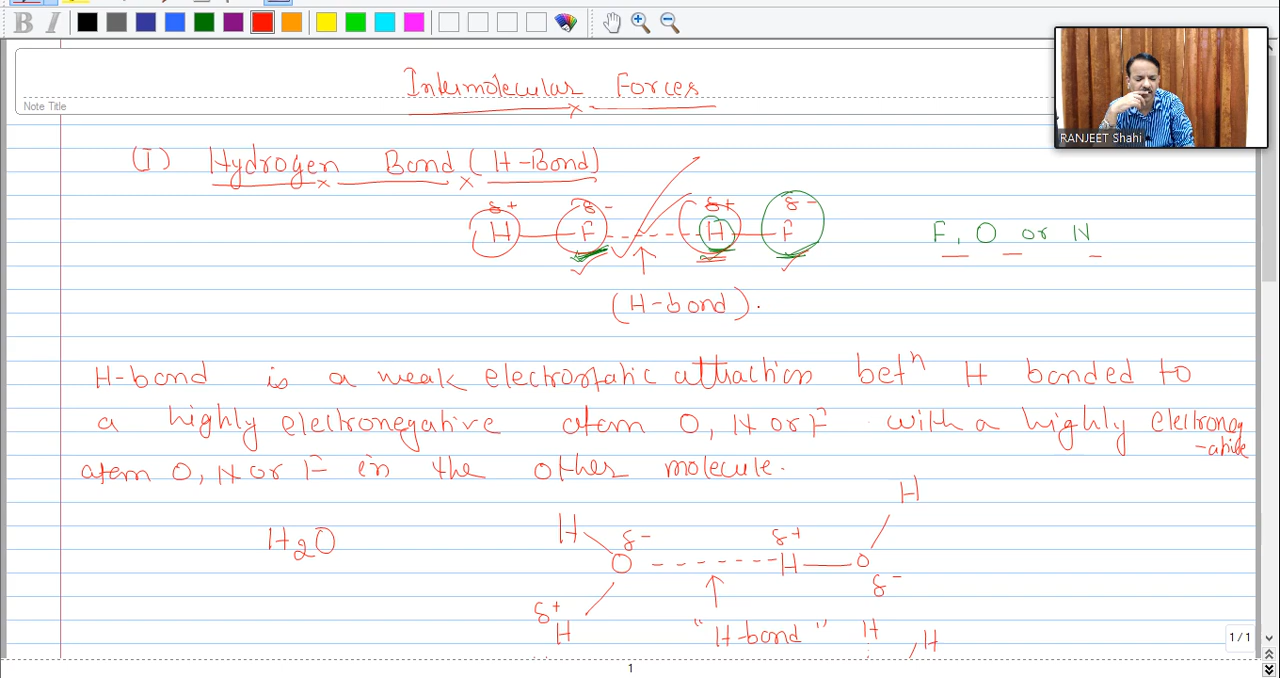 B I
RANJEET Shahi
Intermolecular Forces
Note Title
(I) Hydrogen Bond (H-Bond)
δ+ δ- δ+ δ-
H — F - - - - - H — F
F, O or N
(H-bond).
H-bond is a weak electrostatic attraction betⁿ H bonded to
a highly electronegative atom O, N or F with a highly eletroneg
-ative
atom O, N or F in the other molecule.
H
H₂O H δ- δ+
O - - - - - - - H — O
δ+ δ-
H "H-bond" H H
1/1
1